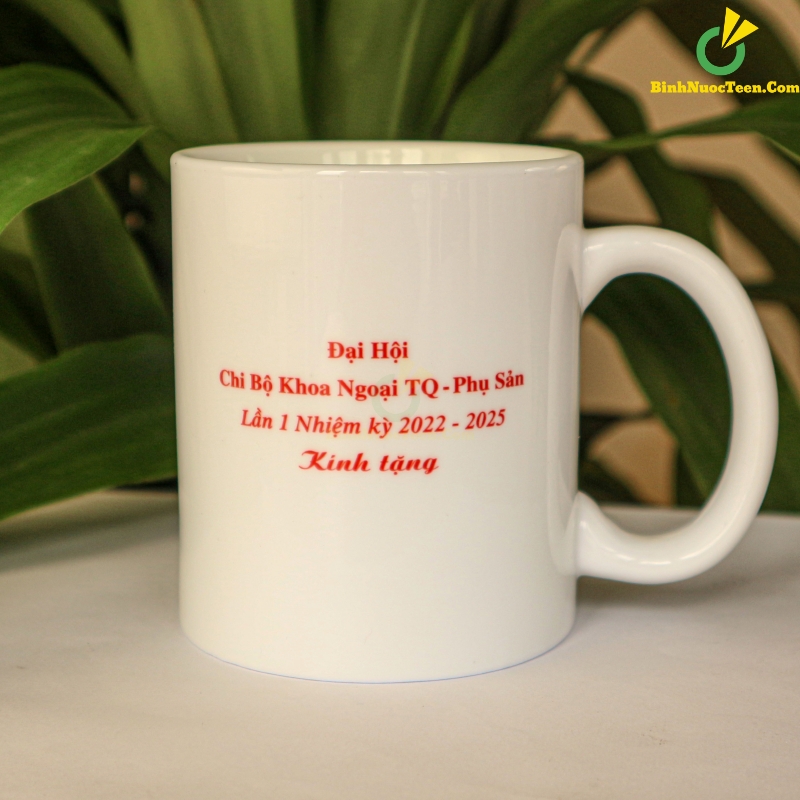 BinhNuocTeen.Com
Đại Hội
Chi Bộ Khoa Ngoại TQ - Phụ Sản
Lần 1 Nhiệm kỳ 2022 - 2025
Kính tặng